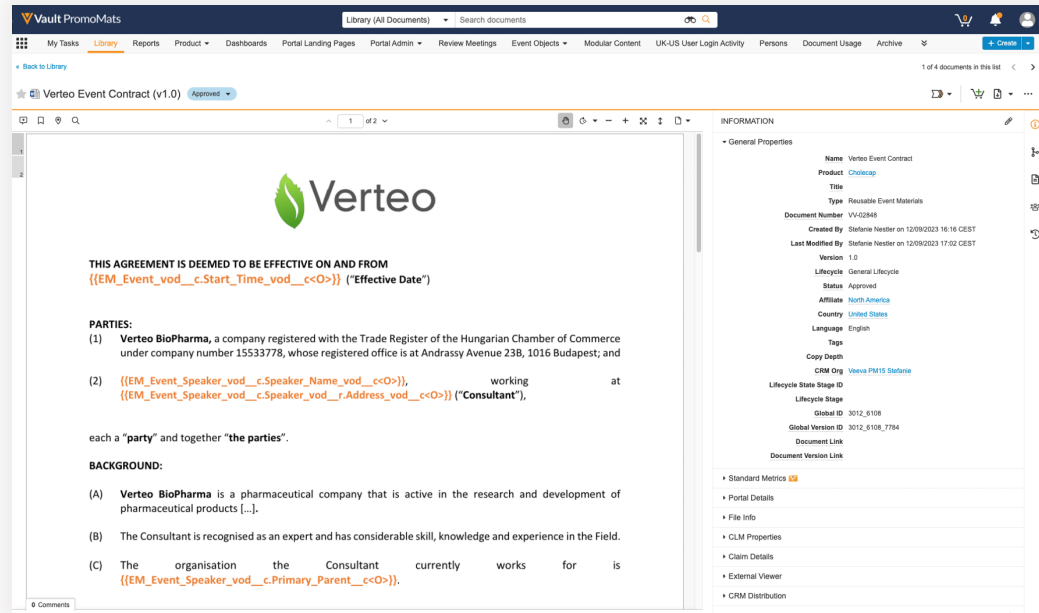 Vault PromoMats
Library (All Documents)
Search documents
My Tasks Library Reports Product Dashboards Portal Landing Pages Portal Admin Review Meetings Event Objects Modular Content UK-US User Login Activity Persons Document Usage Archive + Create
« Back to Library
1 of 4 documents in this list
Verteo Event Contract (v1.0) Approved
1 of 2
1
2
Verteo
THIS AGREEMENT IS DEEMED TO BE EFFECTIVE ON AND FROM
{{EM_Event_vod__c.Start_Time_vod__c<O>}} (“Effective Date”)
PARTIES:
(1) Verteo BioPharma, a company registered with the Trade Register of the Hungarian Chamber of Commerce
under company number 15533778, whose registered office is at Andrassy Avenue 23B, 1016 Budapest; and
(2) {{EM_Event_Speaker_vod__c.Speaker_Name_vod__c<O>}}, working at
{{EM_Event_Speaker_vod__c.Speaker_vod__r.Address_vod__c<O>}} (“Consultant”),
each a “party” and together “the parties”.
BACKGROUND:
(A) Verteo BioPharma is a pharmaceutical company that is active in the research and development of
pharmaceutical products [...].
(B) The Consultant is recognised as an expert and has considerable skill, knowledge and experience in the Field.
(C) The organisation the Consultant currently works for is
{{EM_Event_Speaker_vod__c.Primary_Parent__c<O>}}.
0 Comments
INFORMATION
General Properties
Name Verteo Event Contract
Product Cholecap
Title
Type Reusable Event Materials
Document Number VV-02848
Created By Stefanie Nestler on 12/09/2023 16:16 CEST
Last Modified By Stefanie Nestler on 12/09/2023 17:02 CEST
Version 1.0
Lifecycle General Lifecycle
Status Approved
Affiliate North America
Country United States
Language English
Tags
Copy Depth
CRM Org Veeva PM15 Stefanie
Lifecycle State Stage ID
Lifecycle Stage
Global ID 3012_6108
Global Version ID 3012_6108_7784
Document Link
Document Version Link
Standard Metrics
Portal Details
File Info
CLM Properties
Claim Details
External Viewer
CRM Distribution